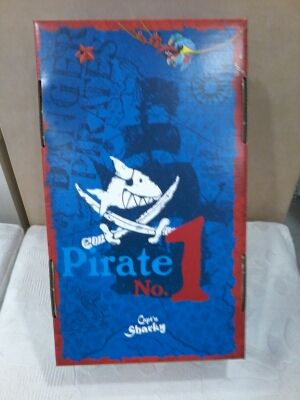 DANGER
PIRATES
Pirate
No. 1
Capt'n
Sharky